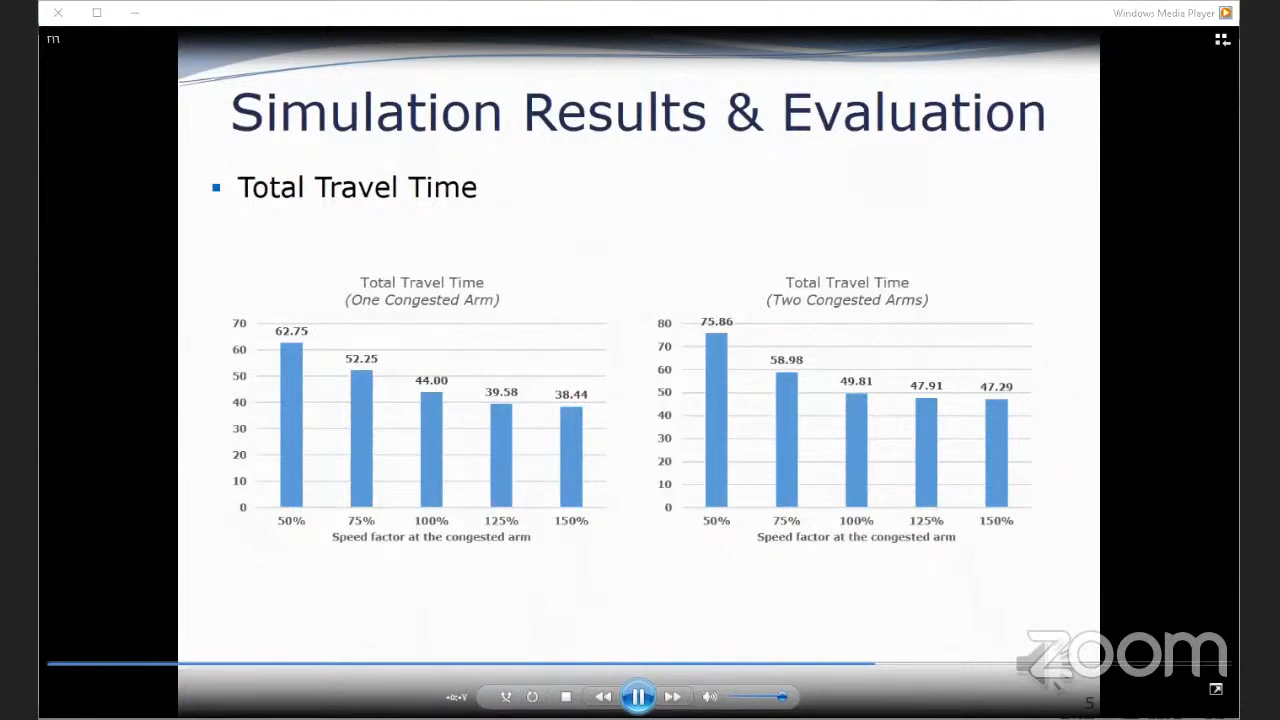 Windows Media Player
Simulation Results & Evaluation
Total Travel Time
Total Travel Time
(One Congested Arm)
70
60
50
40
30
20
10
0
62.75
52.25
44.00
39.58
38.44
50% 75% 100% 125% 150%
Speed factor at the congested arm
Total Travel Time
(Two Congested Arms)
80
70
60
50
40
30
20
10
0
75.86
58.98
49.81
47.91
47.29
50% 75% 100% 125% 150%
Speed factor at the congested arm
zoom
5